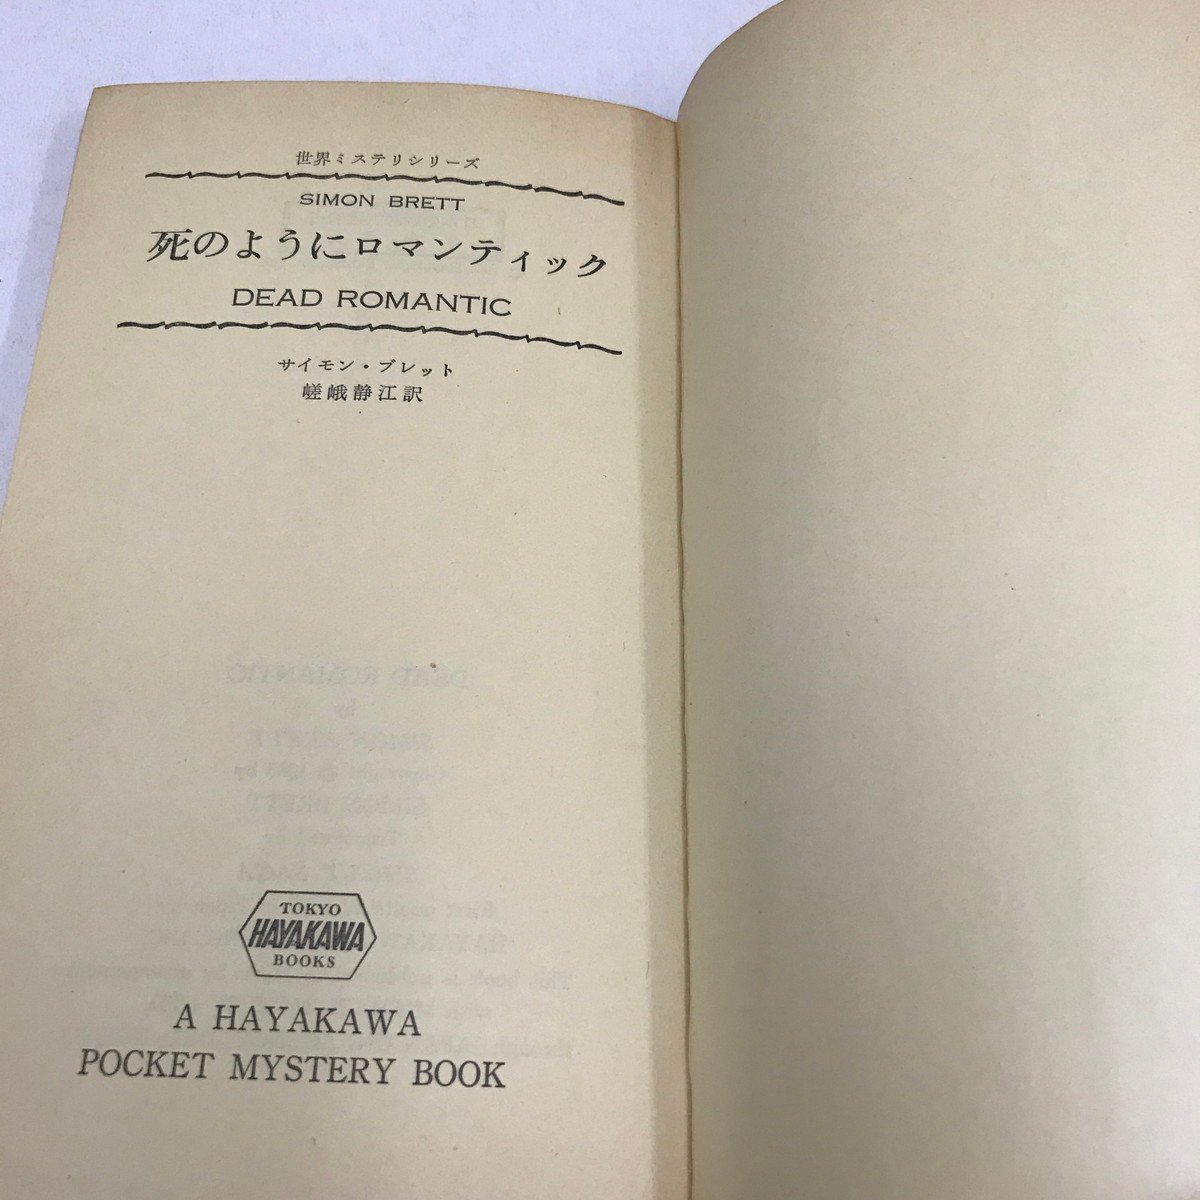 世界ミステリシリーズ
SIMON BRETT
死のようにロマンティック
DEAD ROMANTIC
サイモン・ブレット
嵯峨静江訳
TOKYO
HAYAKAWA
BOOKS
A HAYAKAWA
POCKET MYSTERY BOOK